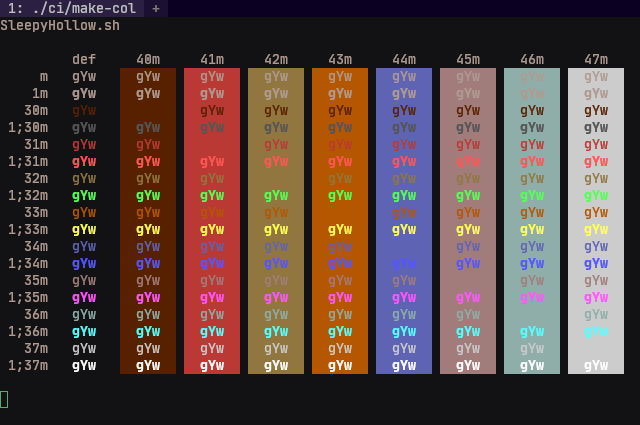 1: ./ci/make-col +
SleepyHollow.sh
def 40m 41m 42m 43m 44m 45m 46m 47m
m gYw gYw gYw gYw gYw gYw gYw gYw gYw
1m gYw gYw gYw gYw gYw gYw gYw gYw gYw
30m gYw gYw gYw gYw gYw gYw gYw gYw
1;30m gYw gYw gYw gYw gYw gYw gYw gYw gYw
31m gYw gYw gYw gYw gYw gYw gYw gYw
1;31m gYw gYw gYw gYw gYw gYw gYw gYw gYw
32m gYw gYw gYw gYw gYw gYw gYw gYw
1;32m gYw gYw gYw gYw gYw gYw gYw gYw gYw
33m gYw gYw gYw gYw gYw gYw gYw gYw
1;33m gYw gYw gYw gYw gYw gYw gYw gYw gYw
34m gYw gYw gYw gYw gYw gYw gYw gYw
1;34m gYw gYw gYw gYw gYw gYw gYw gYw gYw
35m gYw gYw gYw gYw gYw gYw gYw gYw
1;35m gYw gYw gYw gYw gYw gYw gYw gYw gYw
36m gYw gYw gYw gYw gYw gYw gYw gYw
1;36m gYw gYw gYw gYw gYw gYw gYw gYw gYw
37m gYw gYw gYw gYw gYw gYw gYw gYw
1;37m gYw gYw gYw gYw gYw gYw gYw gYw gYw